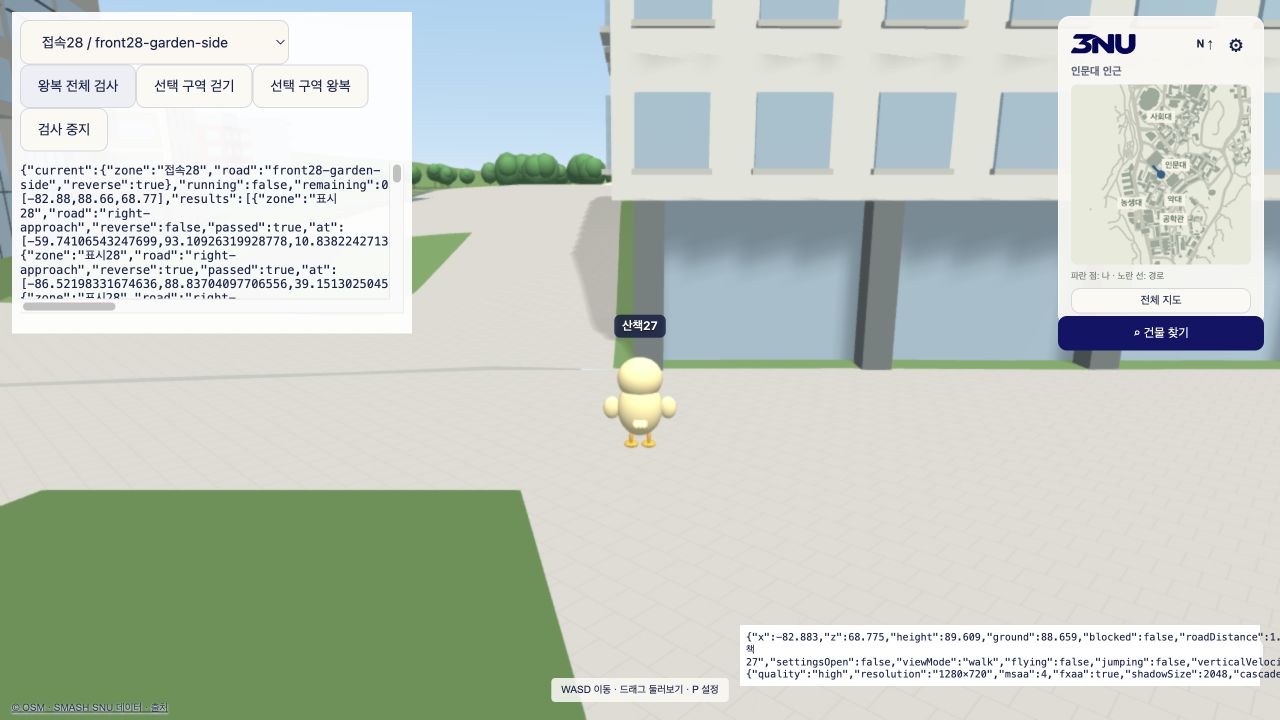 접속28 / front28-garden-side
왕복 전체 검사
선택 구역 걷기
선택 구역 왕복
검사 중지
{"current":{"zone":"접속28","road":"front28-garden-
side","reverse":true},"running":false,"remaining":0
[-82.88,88.66,68.77],"results":[{"zone":"표시
28","road":"right-
approach","reverse":false,"passed":true,"at":
[-59.74106543247699,93.10926319928778,10.8382242713
{"zone":"표시28","road":"right-
approach","reverse":true,"passed":true,"at":
[-86.52198331674636,88.83704097706556,39.1513025045
{"zone":"표시28","road":"right-
3NU
N ↑
인문대 인근
사회대
인문대
농생대
약대
공학관
파란 점: 나 · 노란 선: 경로
전체 지도
건물 찾기
산책27
{"x":-82.883,"z":68.775,"height":89.609,"ground":88.659,"blocked":false,"roadDistance":1.
책
27","settingsOpen":false,"viewMode":"walk","flying":false,"jumping":false,"verticalVeloci
{"quality":"high","resolution":"1280×720","msaa":4,"fxaa":true,"shadowSize":2048,"cascade
WASD 이동 · 드래그 둘러보기 · P 설정
© OSM · SMASH SNU 데이터 · 출처